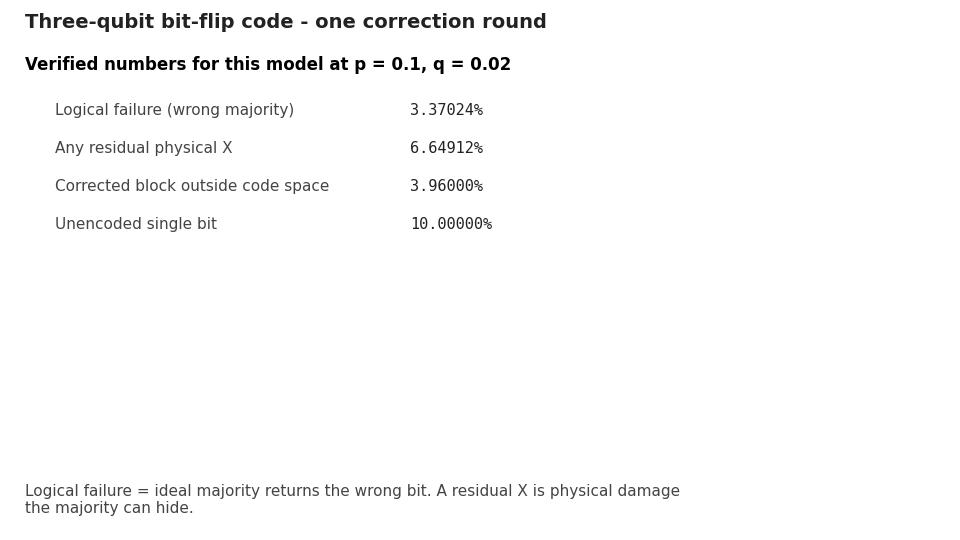 Three-qubit bit-flip code - one correction round
Verified numbers for this model at p = 0.1, q = 0.02
Logical failure (wrong majority) 3.37024%
Any residual physical X 6.64912%
Corrected block outside code space 3.96000%
Unencoded single bit 10.00000%
Logical failure = ideal majority returns the wrong bit. A residual X is physical damage
the majority can hide.